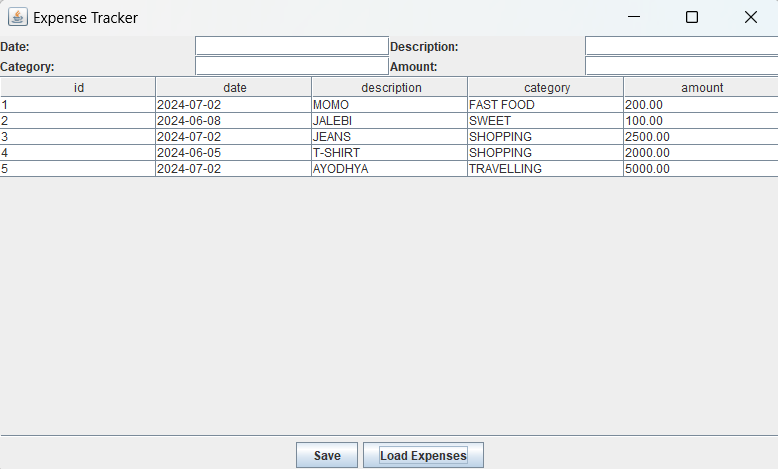 Expense Tracker
Date: Description:
Category: Amount:
id date description category amount
1 2024-07-02 MOMO FAST FOOD 200.00
2 2024-06-08 JALEBI SWEET 100.00
3 2024-07-02 JEANS SHOPPING 2500.00
4 2024-06-05 T-SHIRT SHOPPING 2000.00
5 2024-07-02 AYODHYA TRAVELLING 5000.00
Save Load Expenses